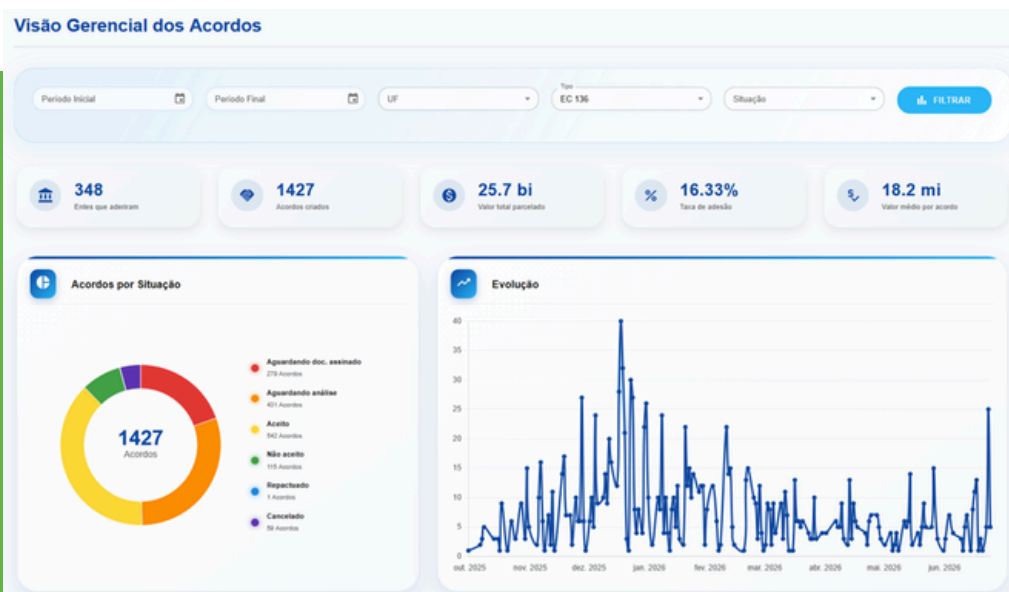 Visão Gerencial dos Acordos
Período Inicial
Período Final
UF
Tipo
EC 136
Situação
FILTRAR
348
Entes que aderiram
1427
Acordos criados
25.7 bi
Valor total parcelado
16.33%
Taxa de adesão
18.2 mi
Valor médio por acordo
Acordos por Situação
1427
Acordos
Aguardando doc. assinado
279 Acordos
Aguardando análise
431 Acordos
Aceito
542 Acordos
Não aceito
115 Acordos
Repactuado
1 Acordos
Cancelado
59 Acordos
Evolução
40
35
30
25
20
15
10
5
0
out. 2025 nov. 2025 dez. 2025 jan. 2026 fev. 2026 mar. 2026 abr. 2026 mai. 2026 jun. 2026